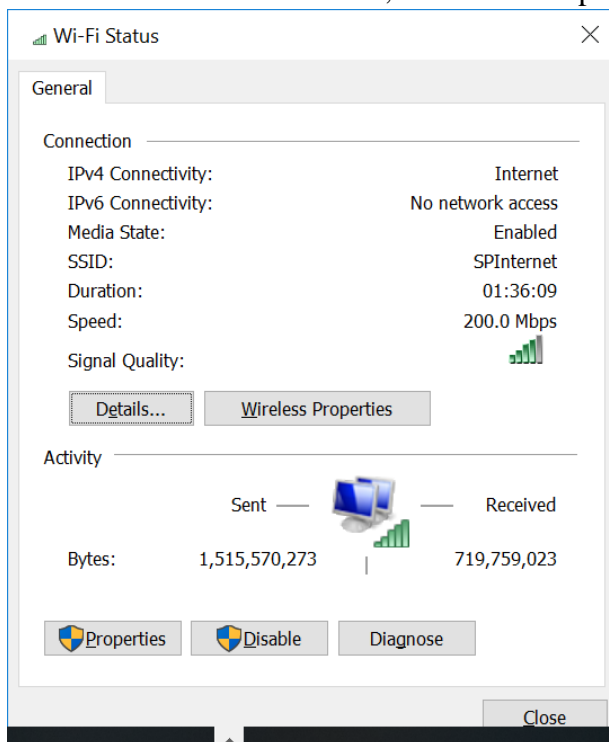 Wi-Fi Status
General
Connection
IPv4 Connectivity: Internet
IPv6 Connectivity: No network access
Media State: Enabled
SSID: SPInternet
Duration: 01:36:09
Speed: 200.0 Mbps
Signal Quality:
Details... Wireless Properties
Activity
Sent — — Received
Bytes: 1,515,570,273 | 719,759,023
Properties Disable Diagnose
Close